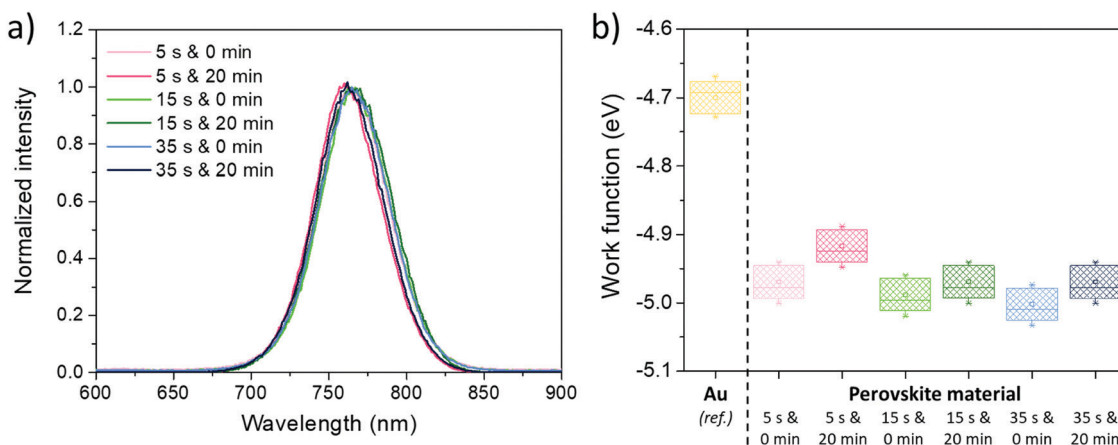 a)
Normalized intensity
1.2
1.0
0.8
0.6
0.4
0.2
0.0
5 s & 0 min
5 s & 20 min
15 s & 0 min
15 s & 20 min
35 s & 0 min
35 s & 20 min
600 650 700 750 800 850 900
Wavelength (nm)
b)
Work function (eV)
-4.6
-4.7
-4.8
-4.9
-5.0
-5.1
Au
(ref.)
Perovskite material
5 s & 5 s & 15 s & 15 s & 35 s & 35 s &
0 min 20 min 0 min 20 min 0 min 20 min